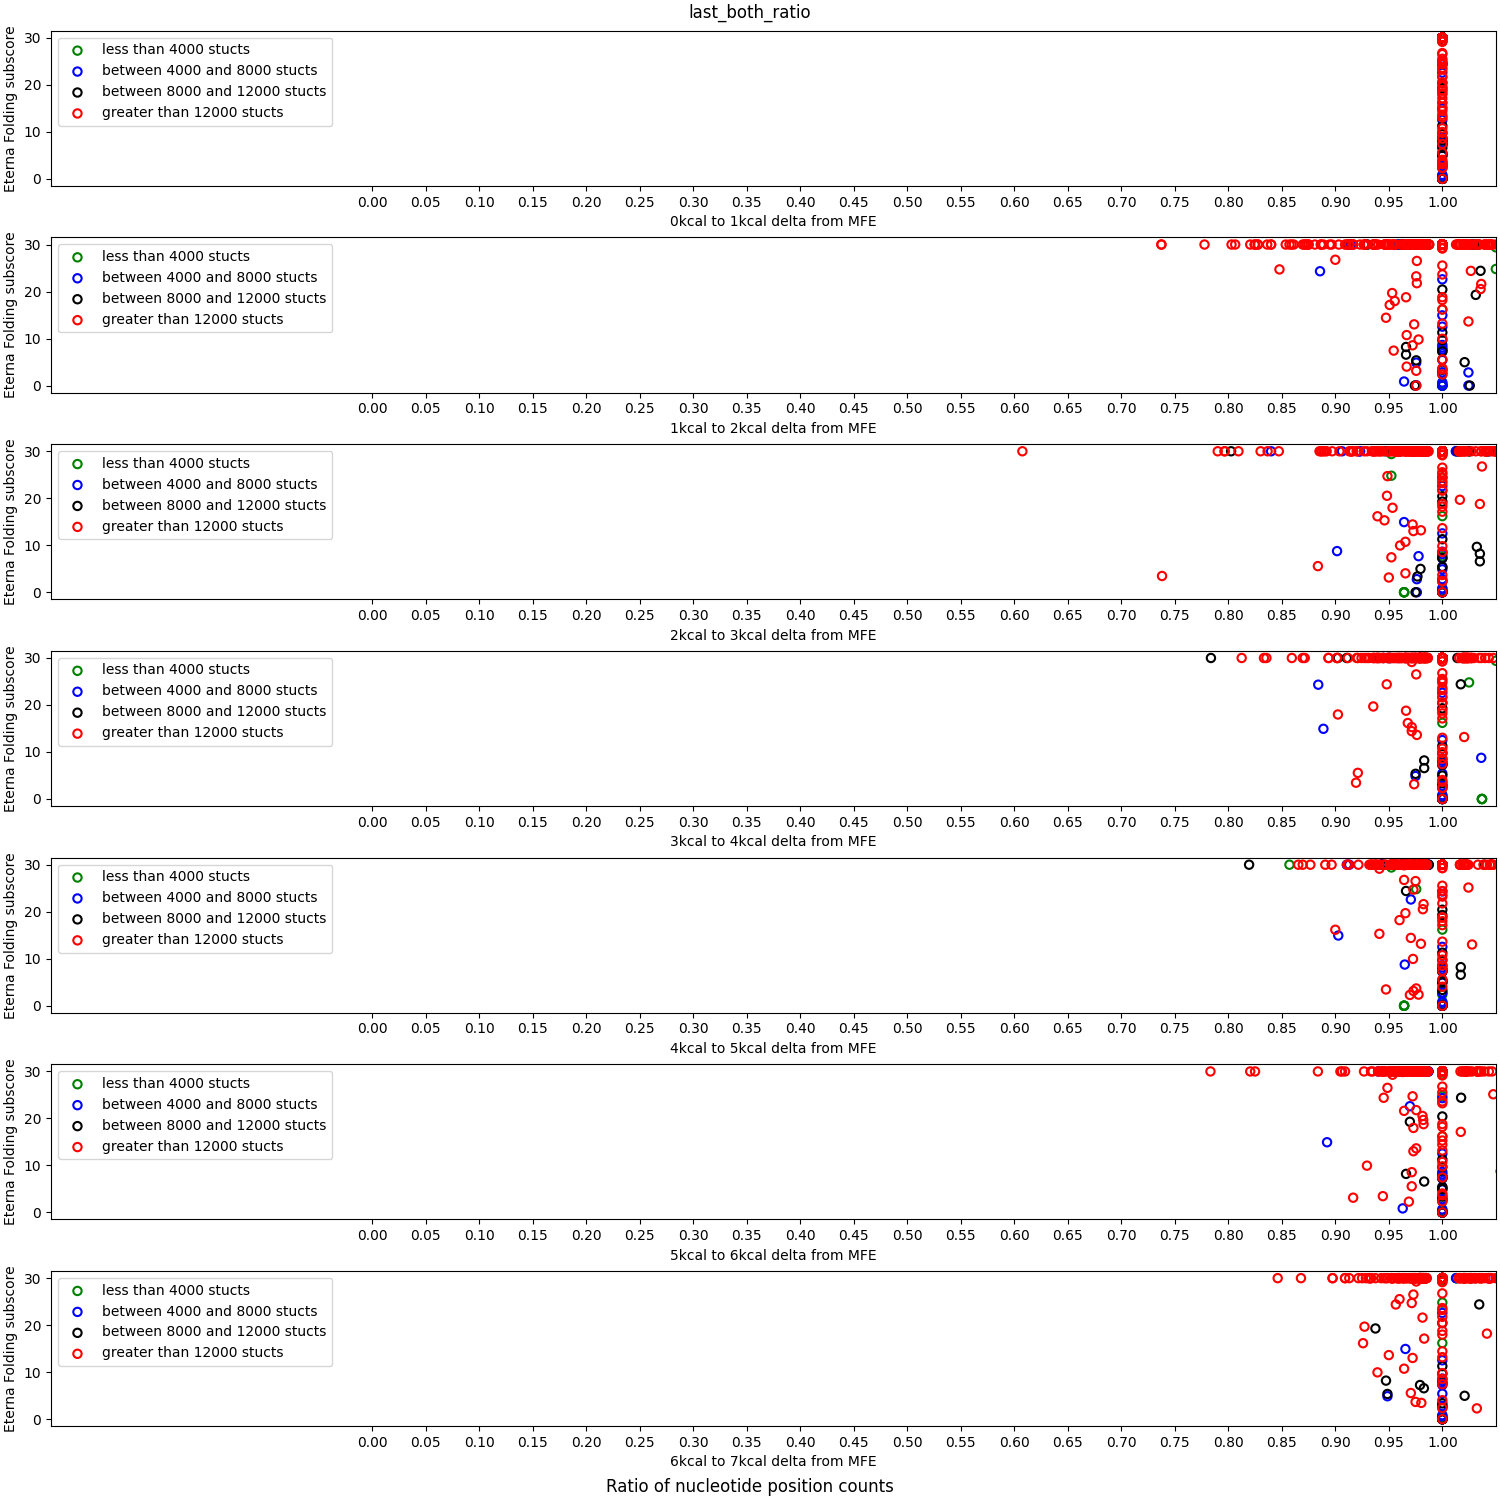 last_both_ratio
Eterna Folding subscore
30
20
10
0
less than 4000 stucts
between 4000 and 8000 stucts
between 8000 and 12000 stucts
greater than 12000 stucts
0.00 0.05 0.10 0.15 0.20 0.25 0.30 0.35 0.40 0.45 0.50 0.55 0.60 0.65 0.70 0.75 0.80 0.85 0.90 0.95 1.00
0kcal to 1kcal delta from MFE
Eterna Folding subscore
30
20
10
0
less than 4000 stucts
between 4000 and 8000 stucts
between 8000 and 12000 stucts
greater than 12000 stucts
0.00 0.05 0.10 0.15 0.20 0.25 0.30 0.35 0.40 0.45 0.50 0.55 0.60 0.65 0.70 0.75 0.80 0.85 0.90 0.95 1.00
1kcal to 2kcal delta from MFE
Eterna Folding subscore
30
20
10
0
less than 4000 stucts
between 4000 and 8000 stucts
between 8000 and 12000 stucts
greater than 12000 stucts
0.00 0.05 0.10 0.15 0.20 0.25 0.30 0.35 0.40 0.45 0.50 0.55 0.60 0.65 0.70 0.75 0.80 0.85 0.90 0.95 1.00
2kcal to 3kcal delta from MFE
Eterna Folding subscore
30
20
10
0
less than 4000 stucts
between 4000 and 8000 stucts
between 8000 and 12000 stucts
greater than 12000 stucts
0.00 0.05 0.10 0.15 0.20 0.25 0.30 0.35 0.40 0.45 0.50 0.55 0.60 0.65 0.70 0.75 0.80 0.85 0.90 0.95 1.00
3kcal to 4kcal delta from MFE
Eterna Folding subscore
30
20
10
0
less than 4000 stucts
between 4000 and 8000 stucts
between 8000 and 12000 stucts
greater than 12000 stucts
0.00 0.05 0.10 0.15 0.20 0.25 0.30 0.35 0.40 0.45 0.50 0.55 0.60 0.65 0.70 0.75 0.80 0.85 0.90 0.95 1.00
4kcal to 5kcal delta from MFE
Eterna Folding subscore
30
20
10
0
less than 4000 stucts
between 4000 and 8000 stucts
between 8000 and 12000 stucts
greater than 12000 stucts
0.00 0.05 0.10 0.15 0.20 0.25 0.30 0.35 0.40 0.45 0.50 0.55 0.60 0.65 0.70 0.75 0.80 0.85 0.90 0.95 1.00
5kcal to 6kcal delta from MFE
Eterna Folding subscore
30
20
10
0
less than 4000 stucts
between 4000 and 8000 stucts
between 8000 and 12000 stucts
greater than 12000 stucts
0.00 0.05 0.10 0.15 0.20 0.25 0.30 0.35 0.40 0.45 0.50 0.55 0.60 0.65 0.70 0.75 0.80 0.85 0.90 0.95 1.00
6kcal to 7kcal delta from MFE
Ratio of nucleotide position counts